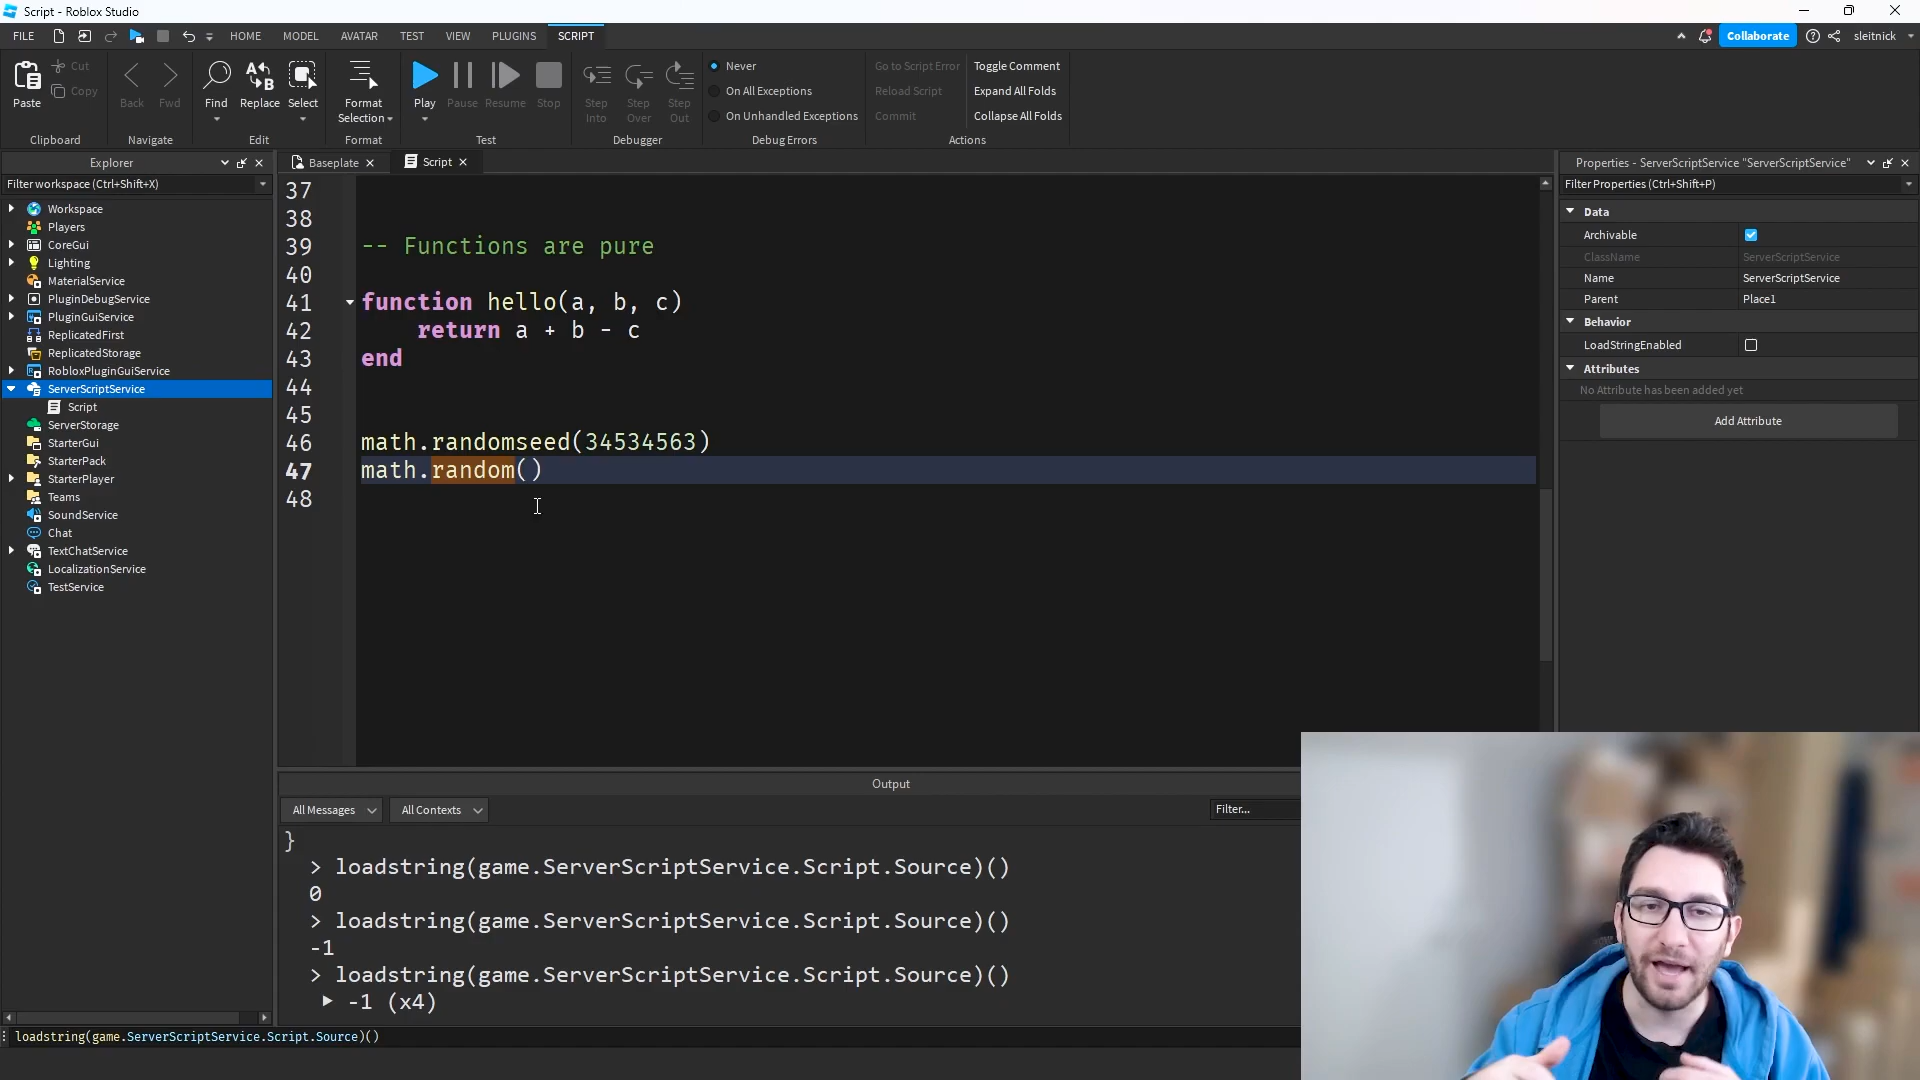 Script - Roblox Studio
FILE HOME MODEL AVATAR TEST VIEW PLUGINS SCRIPT Collaborate sleitnick
Paste Cut Copy
Clipboard
Back Fwd
Navigate
Find Replace Select
Edit
Format Selection
Format
Play Pause Resume Stop
Test
Step Into Step Over Step Out
Debugger
Never
On All Exceptions
On Unhandled Exceptions
Debug Errors
Go to Script Error Toggle Comment
Reload Script Expand All Folds
Commit Collapse All Folds
Actions
Explorer
Filter workspace (Ctrl+Shift+X)
Workspace
Players
CoreGui
Lighting
MaterialService
PluginDebugService
PluginGuiService
ReplicatedFirst
ReplicatedStorage
RobloxPluginGuiService
ServerScriptService
Script
ServerStorage
StarterGui
StarterPack
StarterPlayer
Teams
SoundService
Chat
TextChatService
LocalizationService
TestService
Baseplate Script
37
38
39 -- Functions are pure
40
41 function hello(a, b, c)
42 return a + b - c
43 end
44
45
46 math.randomseed(34534563)
47 math.random()
48
Output
All Messages All Contexts Filter...
}
> loadstring(game.ServerScriptService.Script.Source)()
0
> loadstring(game.ServerScriptService.Script.Source)()
-1
> loadstring(game.ServerScriptService.Script.Source)()
-1 (x4)
loadstring(game.ServerScriptService.Script.Source)()
Properties - ServerScriptService "ServerScriptService"
Filter Properties (Ctrl+Shift+P)
Data
Archivable
ClassName ServerScriptService
Name ServerScriptService
Parent Place1
Behavior
LoadStringEnabled
Attributes
No Attribute has been added yet
Add Attribute